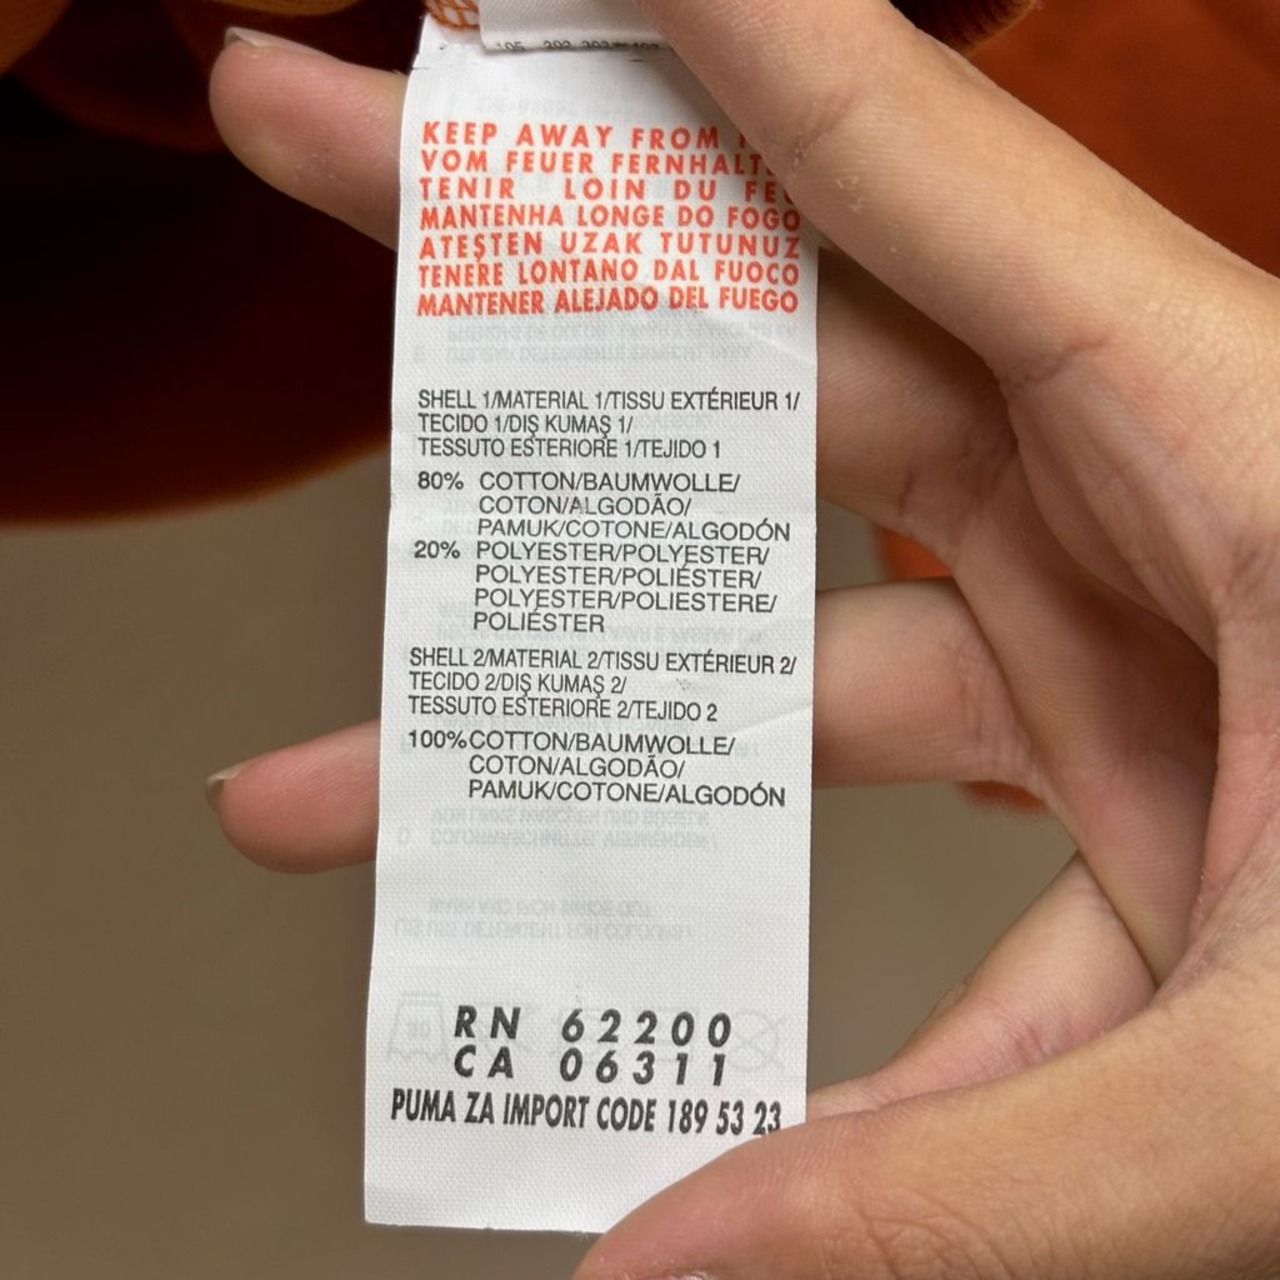 KEEP AWAY FROM
VOM FEUER
TENIR LOIN DU
MANTENHA LONGE DO FOGO
ATEŞTEN UZAK TUTUNUZ
TENERE LONTANO DAL FUOCO
MANTENER ALEJADO DEL FUEGO
SHELL 1/MATERIAL 1/TISSU EXTÉRIEUR 1/
TECIDO 1/DIŞ KUMAŞ 1/
TESSUTO ESTERIORE 1/TEJIDO 1
80% COTTON/BAUMWOLLE/
COTON/ALGODÃO/
PAMUK/COTONE/ALGODÓN
20% POLYESTER/POLYESTER/
POLYESTER/POLIÉSTER/
POLYESTER/POLIESTERE/
POLIÉSTER
SHELL 2/MATERIAL 2/TISSU EXTÉRIEUR 2/
TECIDO 2/DIŞ KUMAŞ 2/
TESSUTO ESTERIORE 2/TEJIDO 2
100% COTTON/BAUMWOLLE/
COTON/ALGODÃO/
PAMUK/COTONE/ALGODÓN
RN 62200
CA 06311
PUMA ZA IMPORT CODE 189 53 23